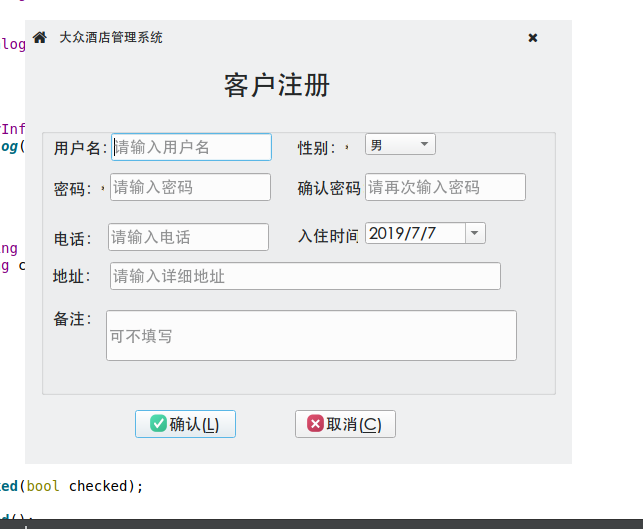 olog
大众酒店管理系统
客户注册
rInf
og(
用户名: 请输入用户名 性别: , 男
密码: , 请输入密码 确认密码 请再次输入密码
电话: 请输入电话 入住时间 2019/7/7
ing
g c
地址: 请输入详细地址
备注: 可不填写
确认(L) 取消(C)
ked(bool checked);
d();